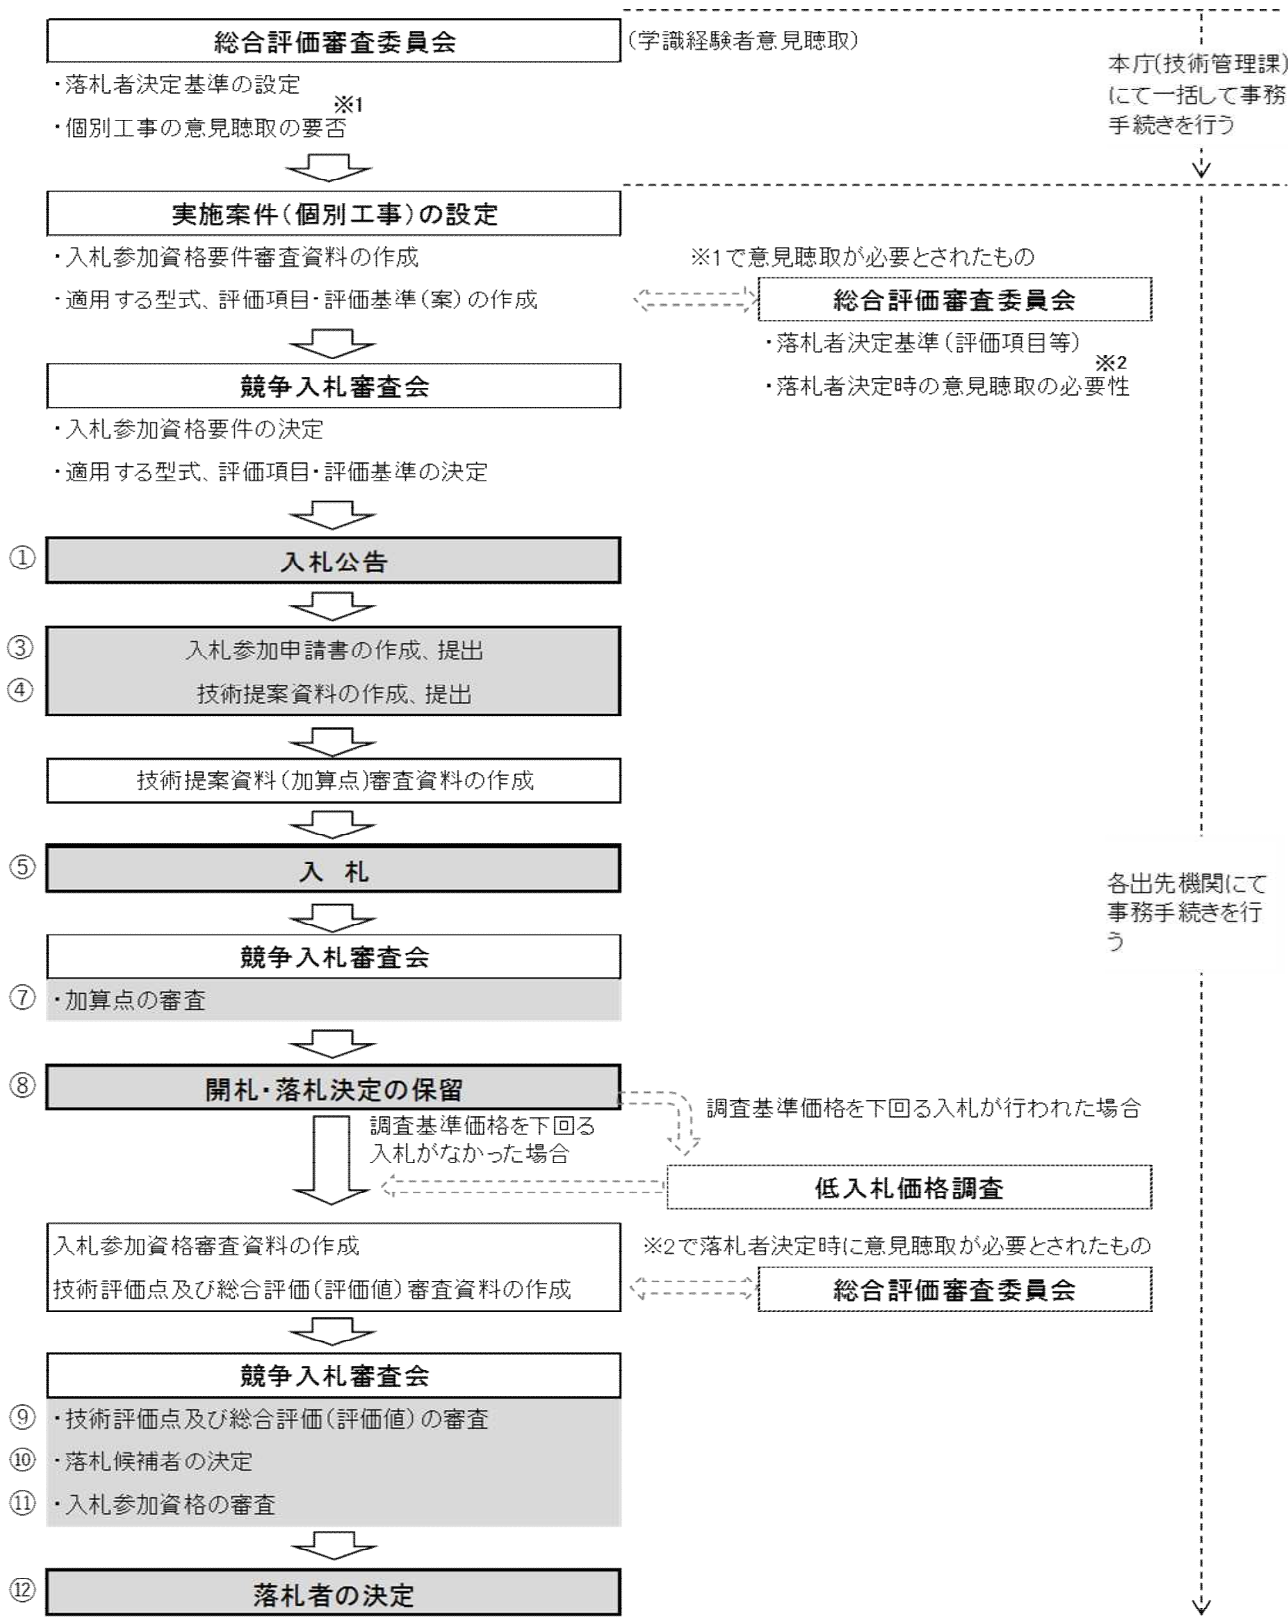 総合評価審査委員会
(学識経験者意見聴取)
・落札者決定基準の設定
※1
・個別工事の意見聴取の要否
本庁(技術管理課)
にて一括して事務
手続きを行う
実施案件(個別工事)の設定
・入札参加資格要件審査資料の作成
・適用する型式、評価項目・評価基準(案)の作成
※1で意見聴取が必要とされたもの
総合評価審査委員会
・落札者決定基準(評価項目等)
※2
・落札者決定時の意見聴取の必要性
競争入札審査会
・入札参加資格要件の決定
・適用する型式、評価項目・評価基準の決定
① 入札公告
③ 入札参加申請書の作成、提出
④ 技術提案資料の作成、提出
技術提案資料(加算点)審査資料の作成
⑤ 入 札
各出先機関にて
事務手続きを行
う
競争入札審査会
⑦ ・加算点の審査
⑧ 開札・落札決定の保留
調査基準価格を下回る入札が行われた場合
調査基準価格を下回る
入札がなかった場合
低入札価格調査
入札参加資格審査資料の作成
技術評価点及び総合評価(評価値)審査資料の作成
※2で落札者決定時に意見聴取が必要とされたもの
総合評価審査委員会
競争入札審査会
⑨ ・技術評価点及び総合評価(評価値)の審査
⑩ ・落札候補者の決定
⑪ ・入札参加資格の審査
⑫ 落札者の決定